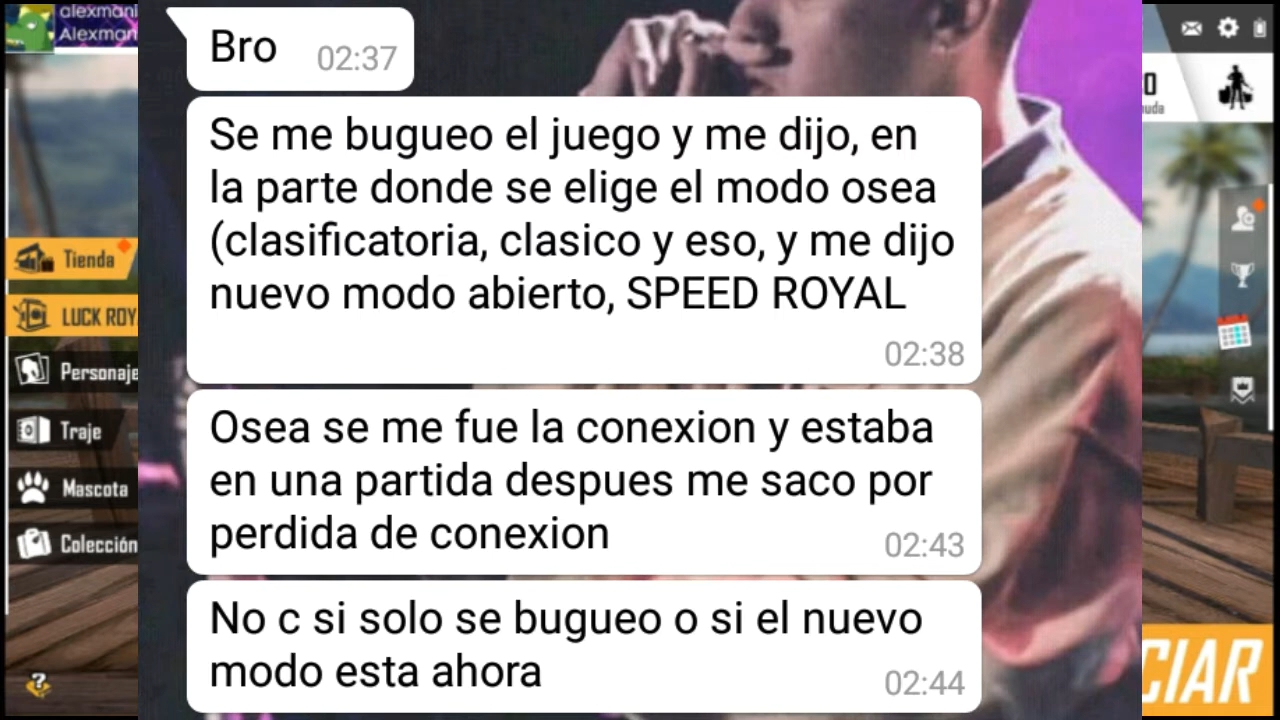 alexmani
Alexman
Bro 02:37
Se me bugueo el juego y me dijo, en
la parte donde se elige el modo osea
(clasificatoria, clasico y eso, y me dijo
nuevo modo abierto, SPEED ROYAL
02:38
Osea se me fue la conexion y estaba
en una partida despues me saco por
perdida de conexion 02:43
No c si solo se bugueo o si el nuevo
modo esta ahora 02:44
Tienda
LUCK ROY
Personaje
Traje
Mascota
Colección
?
O
uda
CIAR